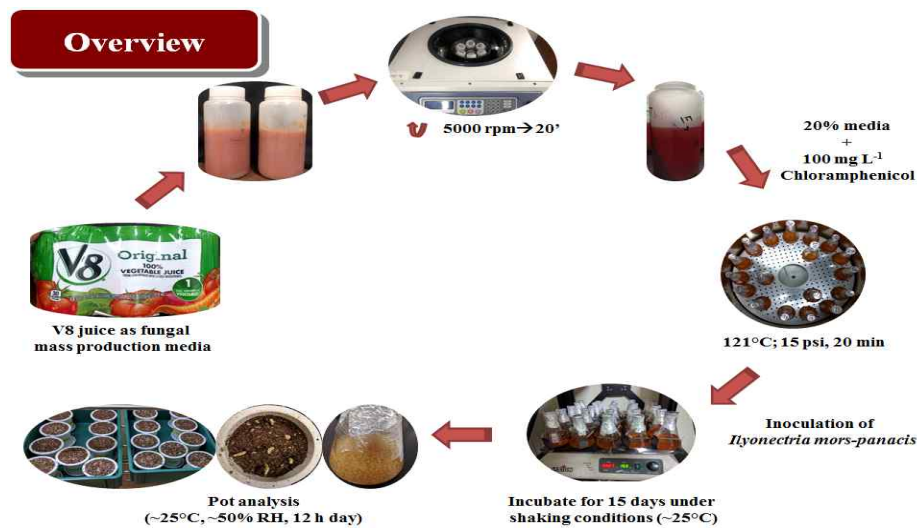 Overview
5000 rpm→20’
20% media
+
100 mg L-1
Chloramphenicol
V8
Original
100%
VEGETABLE JUICE
1
V8 juice as fungal
mass production media
121°C; 15 psi, 20 min
Inoculation of
Ilyonectria mors-panacis
Incubate for 15 days under
shaking conditions (~25°C)
Pot analysis
(~25°C, ~50% RH, 12 h day)